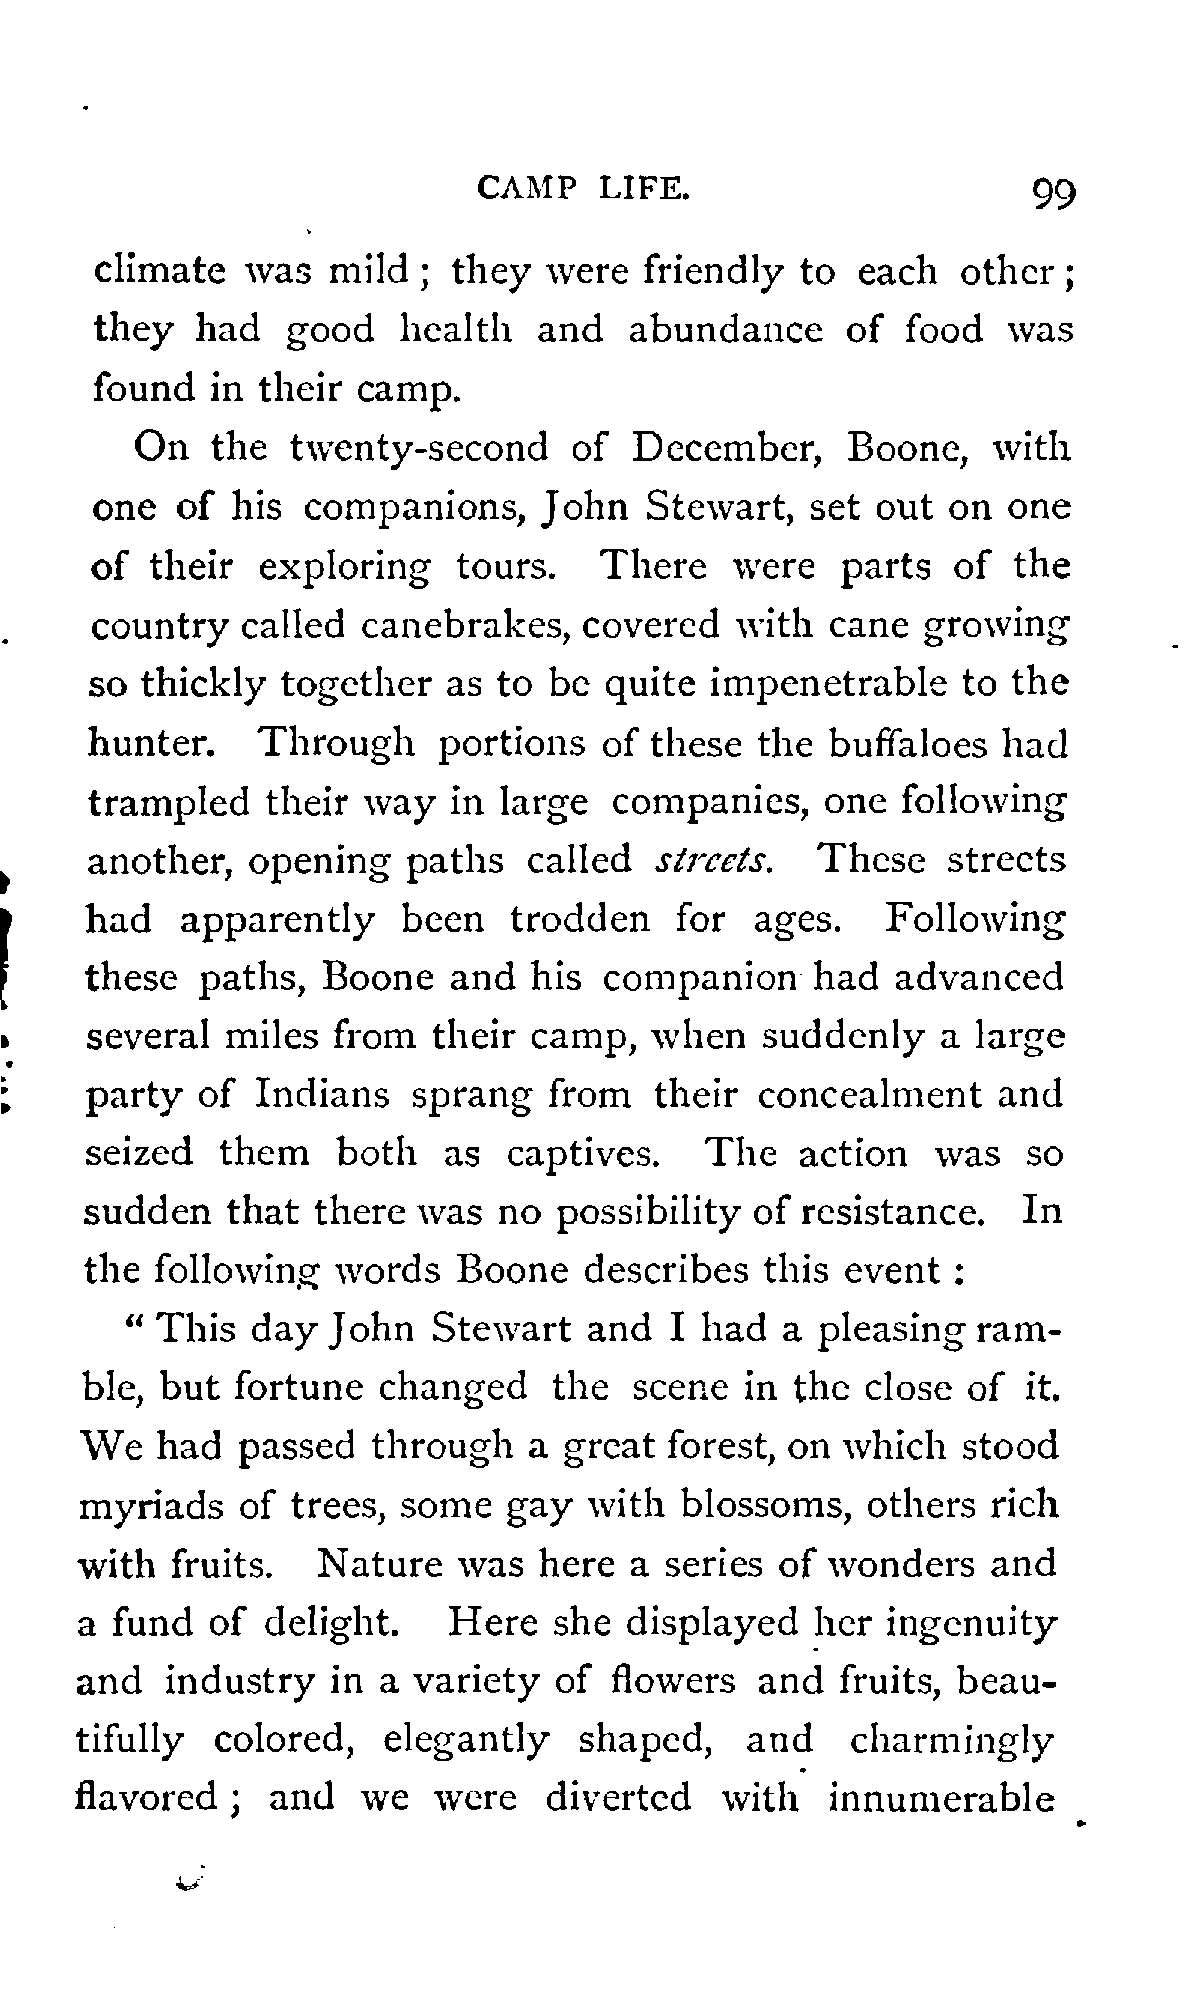 CAMP LIFE. 99
climate was mild ; they were friendly to each other ;
they had good health and abundance of food was
found in their camp.
On the twenty-second of December, Boone, with
one of his companions, John Stewart, set out on one
of their exploring tours. There were parts of the
country called canebrakes, covered with cane growing
so thickly together as to be quite impenetrable to the
hunter. Through portions of these the buffaloes had
trampled their way in large companies, one following
another, opening paths called streets. These streets
had apparently been trodden for ages. Following
these paths, Boone and his companion had advanced
several miles from their camp, when suddenly a large
party of Indians sprang from their concealment and
seized them both as captives. The action was so
sudden that there was no possibility of resistance. In
the following words Boone describes this event :
“ This day John Stewart and I had a pleasing ram-
ble, but fortune changed the scene in the close of it.
We had passed through a great forest, on which stood
myriads of trees, some gay with blossoms, others rich
with fruits. Nature was here a series of wonders and
a fund of delight. Here she displayed her ingenuity
and industry in a variety of flowers and fruits, beau-
tifully colored, elegantly shaped, and charmingly
flavored ; and we were diverted with innumerable